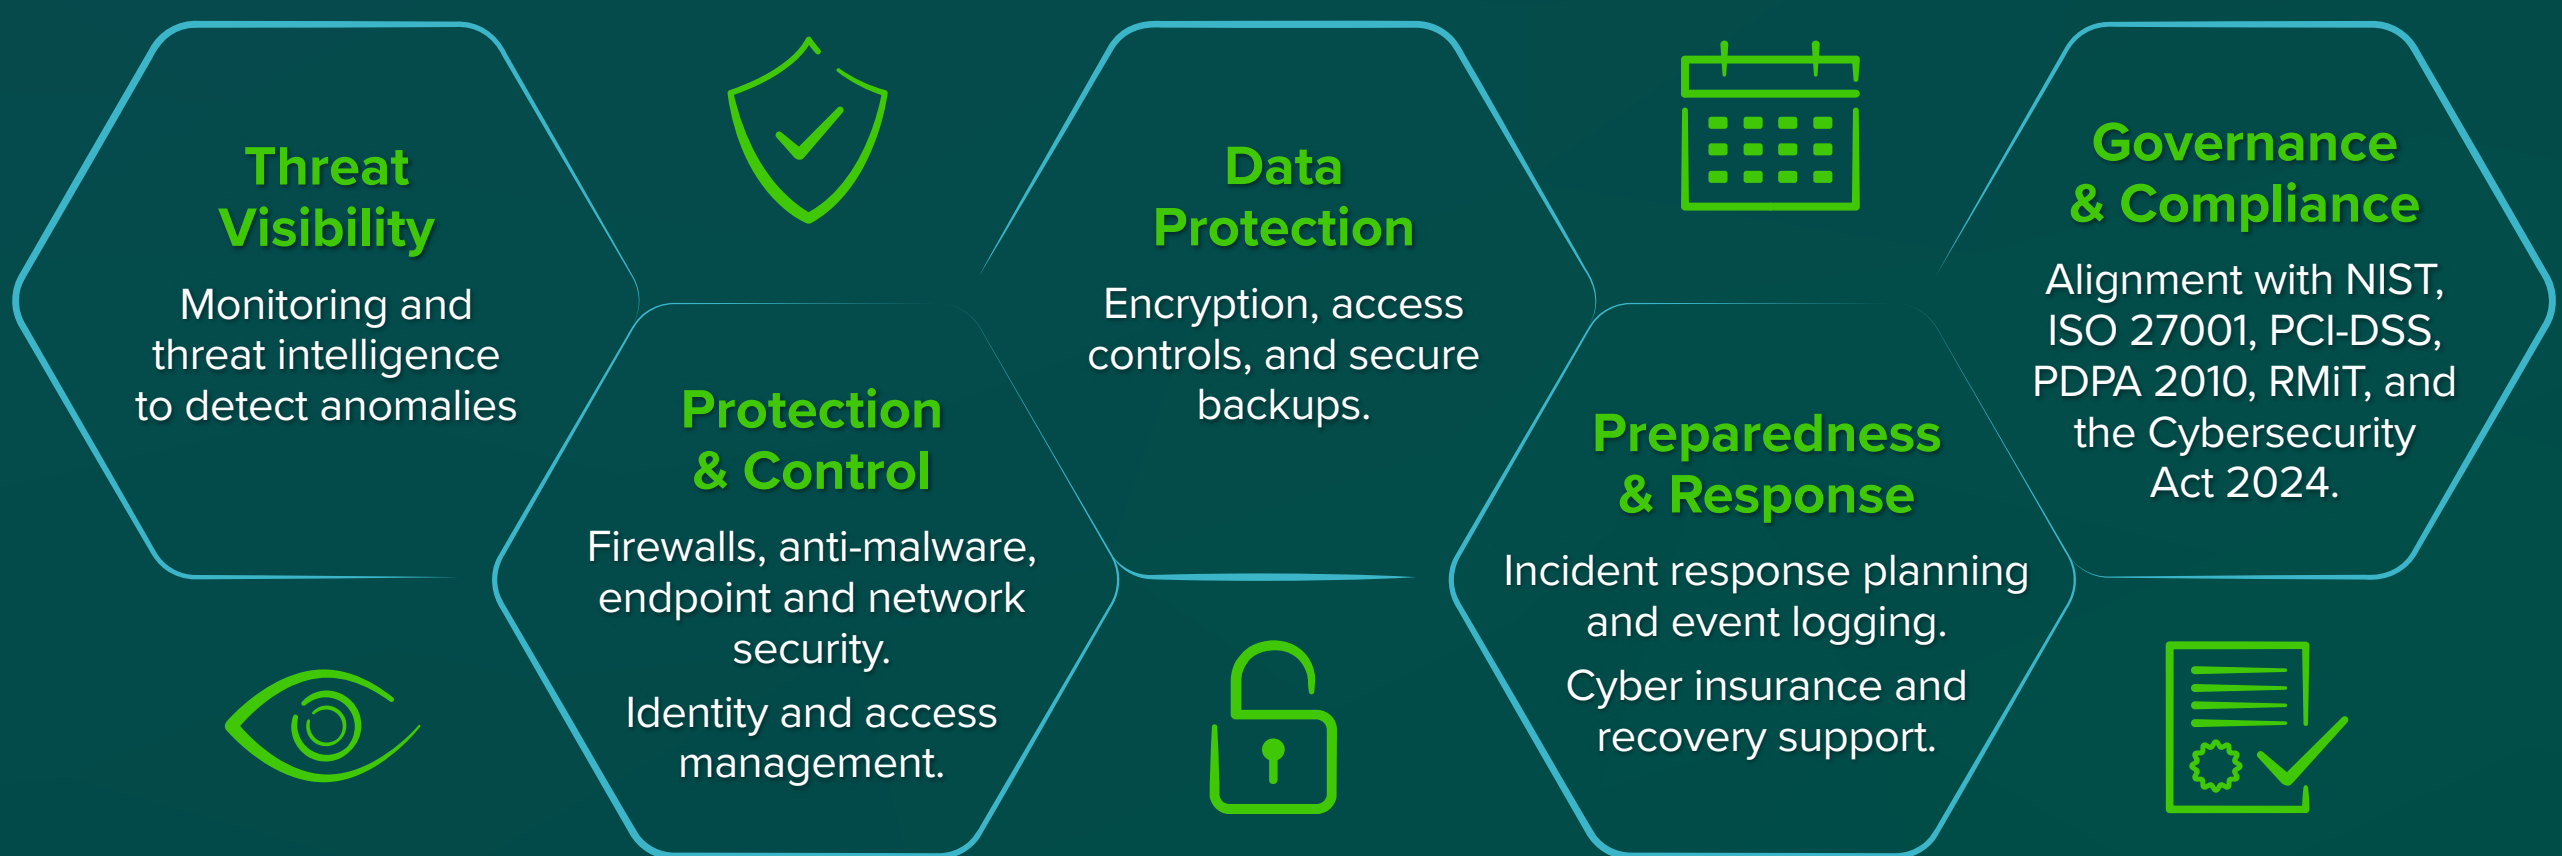 Threat
Visibility
Monitoring and
threat intelligence
to detect anomalies
Protection
& Control
Firewalls, anti-malware,
endpoint and network
security.
Identity and access
management.
Data
Protection
Encryption, access
controls, and secure
backups.
Preparedness
& Response
Incident response planning
and event logging.
Cyber insurance and
recovery support.
Governance
& Compliance
Alignment with NIST,
ISO 27001, PCI-DSS,
PDPA 2010, RMiT, and
the Cybersecurity
Act 2024.